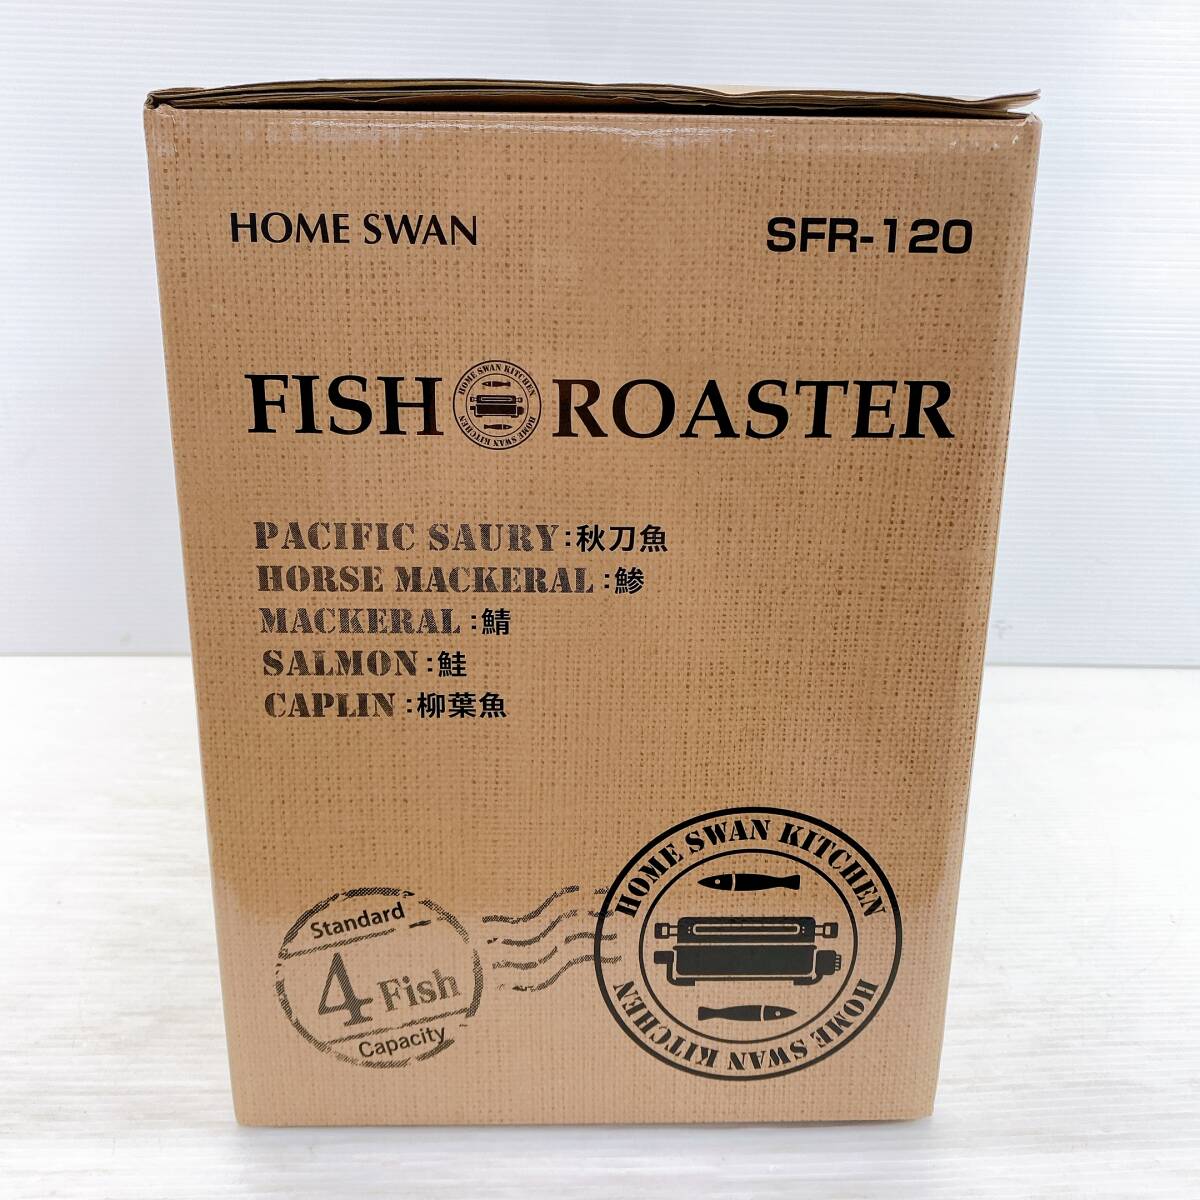 HOME SWAN
SFR-120
FISH
HOME SWAN KITCHEN
HOME SWAN KITCHEN
ROASTER
PACIFIC SAURY:秋刀魚
HORSE MACKERAL:鯵
MACKERAL:鯖
SALMON:鮭
CAPLIN:柳葉魚
Standard
4 Fish
Capacity
HOME SWAN KITCHEN
HOME SWAN KITCHEN